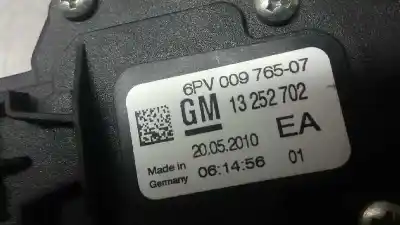 6PV 009 765-07
GM 13 252 702
20.05.2010 EA
Made in
Germany 06:14:56 01